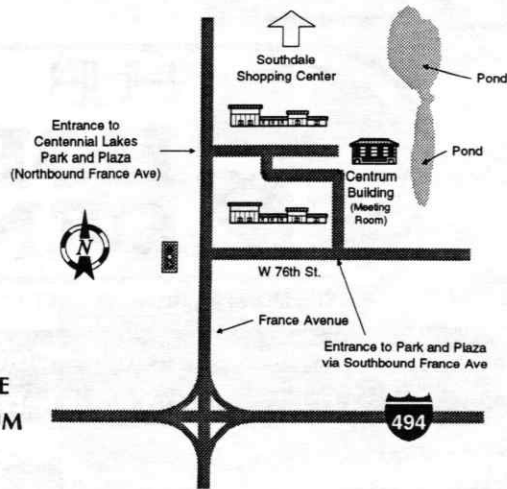 Southdale
Shopping Center
Pond
Entrance to
Centennial Lakes
Park and Plaza
(Northbound France Ave)
Pond
Centrum
Building
(Meeting
Room)
N
W 76th St.
France Avenue
Entrance to Park and Plaza
via Southbound France Ave
E
UM
494